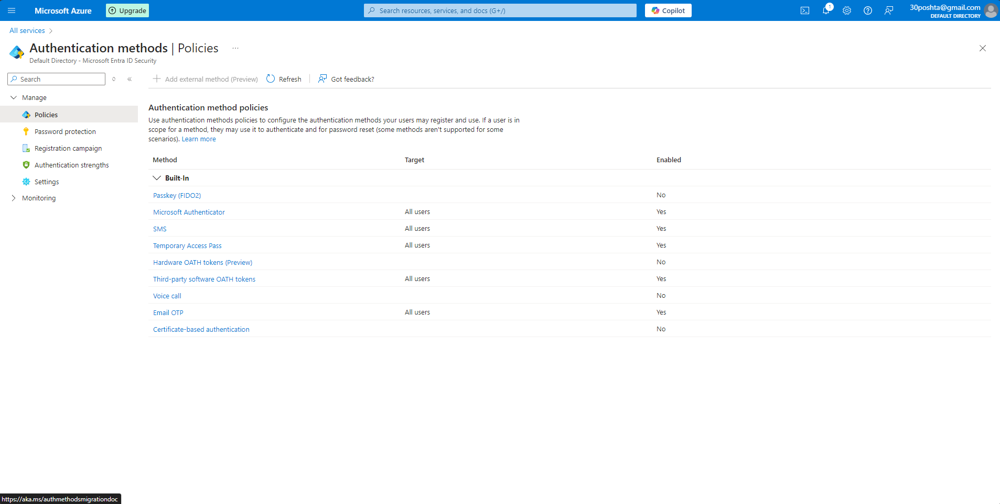 Microsoft Azure
Upgrade
Search resources, services, and docs (G+/)
Copilot
1
30poshta@gmail.com
DEFAULT DIRECTORY
All services
Authentication methods | Policies
...
Default Directory - Microsoft Entra ID Security
Search
Add external method (Preview)
Refresh
Got feedback?
Manage
Policies
Password protection
Registration campaign
Authentication strengths
Settings
Monitoring
Authentication method policies
Use authentication methods policies to configure the authentication methods your users may register and use. If a user is in
scope for a method, they may use it to authenticate and for password reset (some methods aren't supported for some
scenarios). Learn more
Method Target Enabled
Built-In
Passkey (FIDO2) No
Microsoft Authenticator All users Yes
SMS All users Yes
Temporary Access Pass All users Yes
Hardware OATH tokens (Preview) No
Third-party software OATH tokens All users Yes
Voice call No
Email OTP All users Yes
Certificate-based authentication No
https://aka.ms/authmethodsmigrationdoc